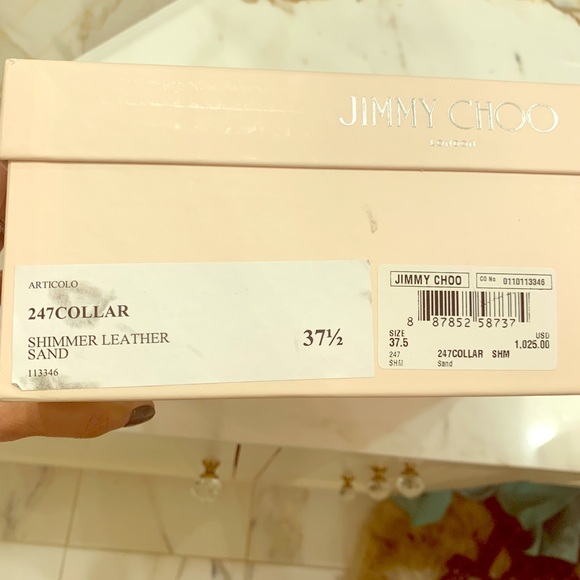 JIMMY CHOO
LONDON
ARTICOLO
247COLLAR
SHIMMER LEATHER
SAND
113346
37½
JIMMY CHOO
CO No 0110113346
8 87852 58737
SIZE
37.5
USD
1,025.00
247 247COLLAR SHM
SHM Sand